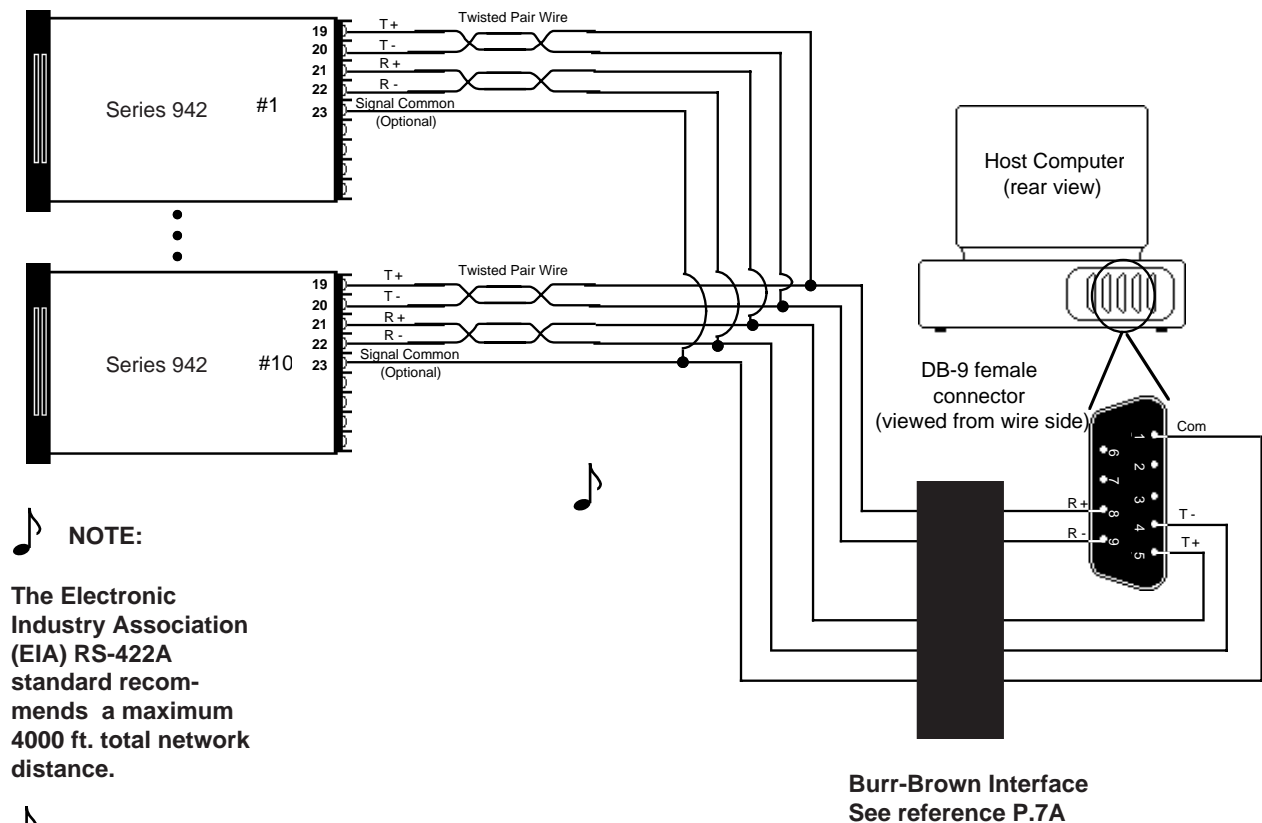 19
T+
Twisted Pair Wire
20
T -
21
R +
22
R -
23
Signal Common
(Optional)
Series 942
#1
19
T+
Twisted Pair Wire
20
T -
21
R +
22
R -
23
Signal Common
(Optional)
Series 942
#10
Host Computer
(rear view)
DB-9 female
connector
(viewed from wire side)
1
Com
6
2
7
3
R +
8
4
T -
R -
9
5
T+
NOTE:
The Electronic
Industry Association
(EIA) RS-422A
standard recom-
mends a maximum
4000 ft. total network
distance.
Burr-Brown Interface
See reference P.7A